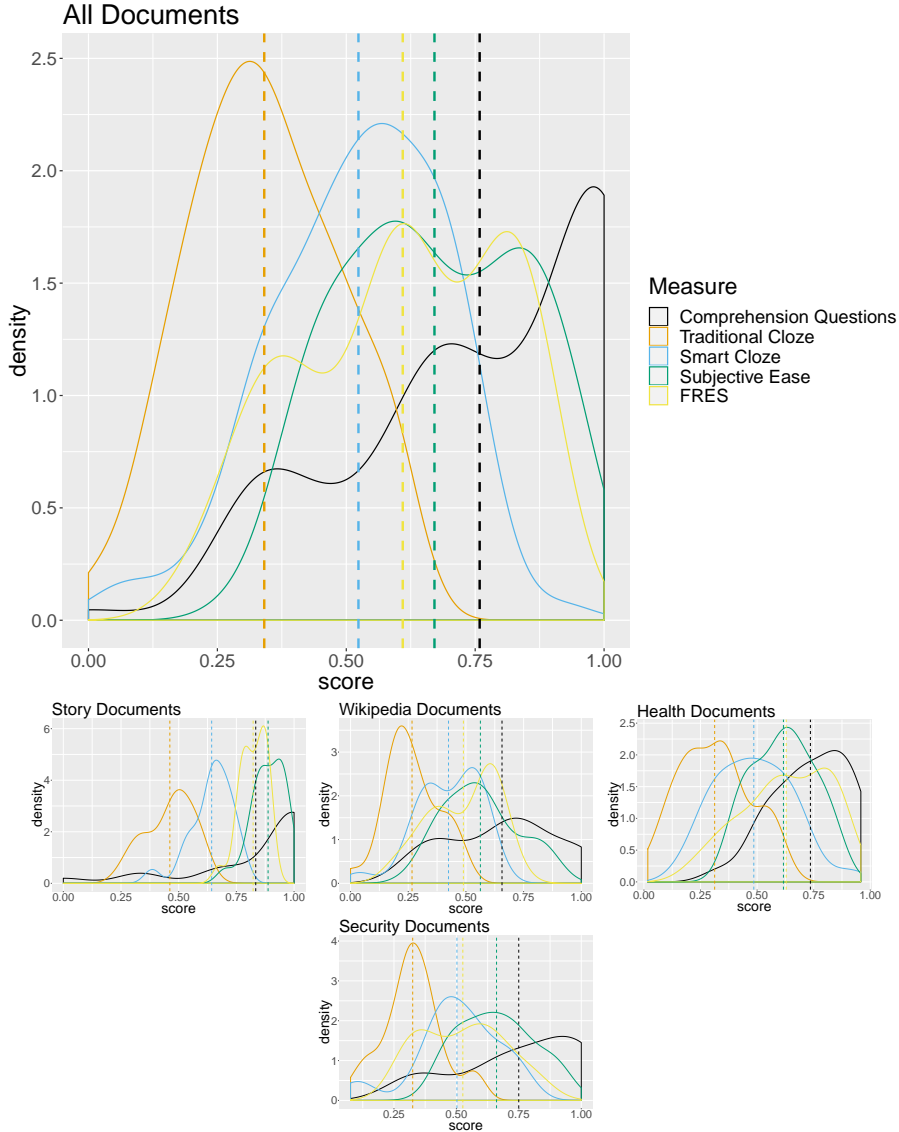 All Documents
2.5
2.0
1.5
1.0
0.5
0.0
density
0.00 0.25 0.50 0.75 1.00
score
Measure
Comprehension Questions
Traditional Cloze
Smart Cloze
Subjective Ease
FRES
Story Documents
6
4
2
0
density
0.00 0.25 0.50 0.75 1.00
score
Wikipedia Documents
3
2
1
0
density
0.00 0.25 0.50 0.75 1.00
score
Health Documents
2.5
2.0
1.5
1.0
0.5
0.0
density
0.00 0.25 0.50 0.75 1.00
score
Security Documents
4
3
2
1
0
density
0.25 0.50 0.75 1.00
score